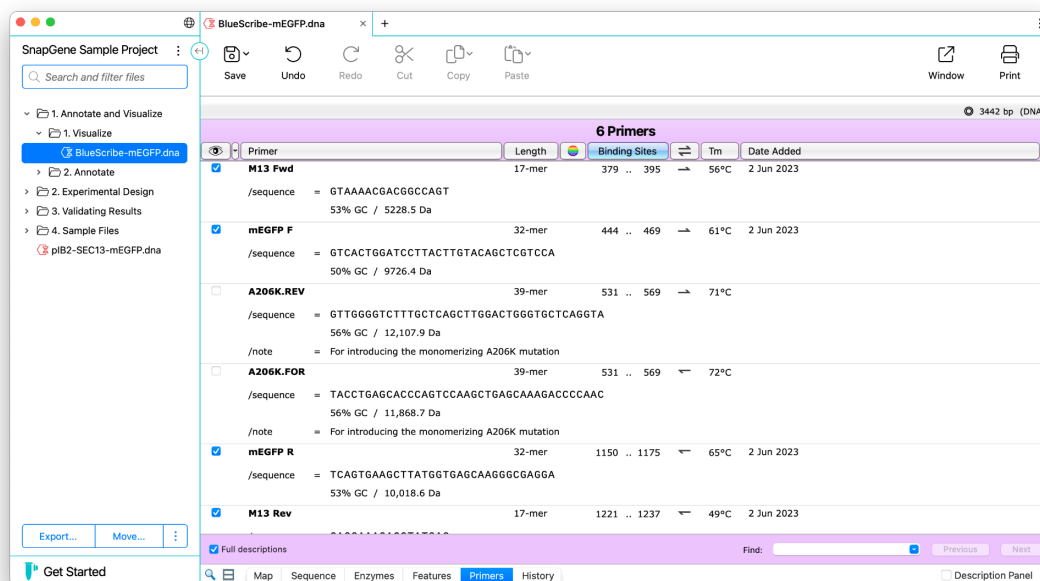 BlueScribe-mEGFP.dna × +
SnapGene Sample Project
Search and filter files
Save Undo Redo Cut Copy Paste Window Print
3442 bp (DNA
6 Primers
Primer Length Binding Sites Tm Date Added
1. Annotate and Visualize
1. Visualize
BlueScribe-mEGFP.dna
2. Annotate
2. Experimental Design
3. Validating Results
4. Sample Files
pIB2-SEC13-mEGFP.dna
M13 Fwd 17-mer 379 .. 395 56°C 2 Jun 2023
/sequence = GTAAAACGACGGCCAGT
53% GC / 5228.5 Da
mEGFP F 32-mer 444 .. 469 61°C 2 Jun 2023
/sequence = GTCACTGGATCCTTACTTGTACAGCTCGTCCA
50% GC / 9726.4 Da
A206K.REV 39-mer 531 .. 569 71°C
/sequence = GTTGGGGTCTTTGCTCAGCTTGGACTGGGTGCTCAGGTA
56% GC / 12,107.9 Da
/note = For introducing the monomerizing A206K mutation
A206K.FOR 39-mer 531 .. 569 72°C
/sequence = TACCTGAGCACCCAGTCCAAGCTGAGCAAAGACCCCAAC
56% GC / 11,868.7 Da
/note = For introducing the monomerizing A206K mutation
mEGFP R 32-mer 1150 .. 1175 65°C 2 Jun 2023
/sequence = TCAGTGAAGCTTATGGTGAGCAAGGGCGAGGA
53% GC / 10,018.6 Da
M13 Rev 17-mer 1221 .. 1237 49°C 2 Jun 2023
Export... Move...
Full descriptions Find: Previous Next
Get Started
Map Sequence Enzymes Features Primers History Description Panel